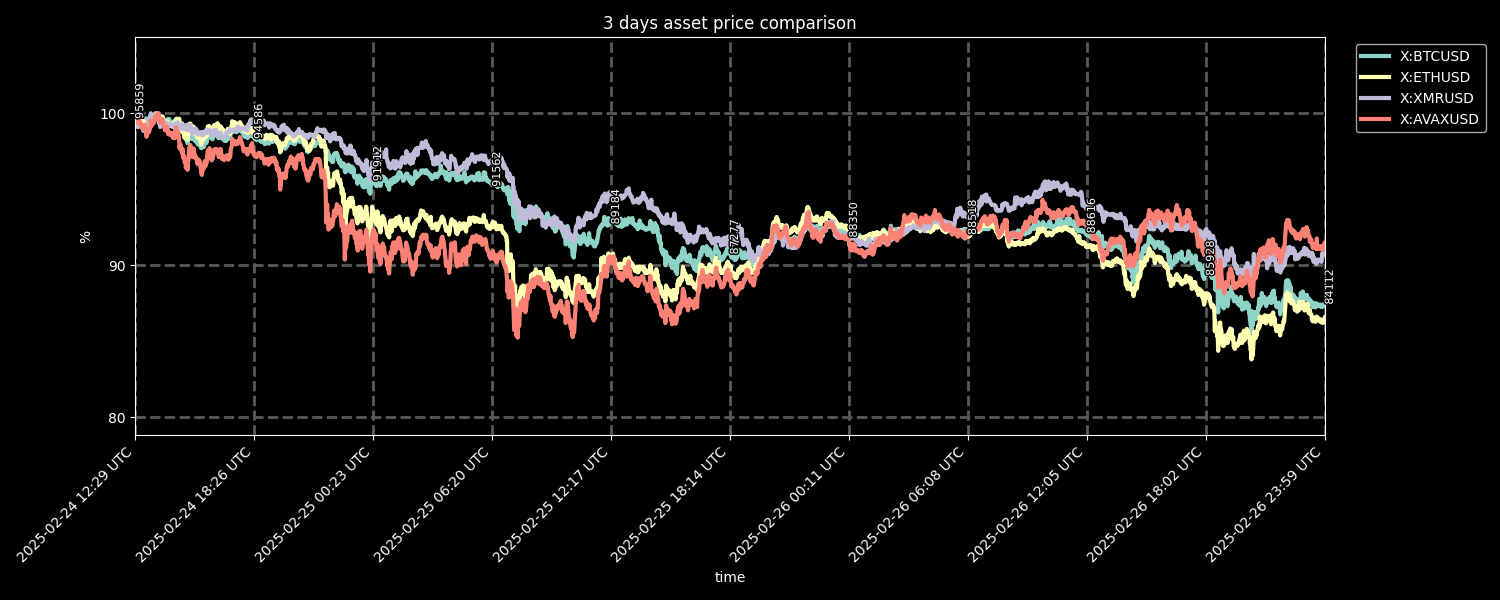 3 days asset price comparison
X:BTCUSD
X:ETHUSD
X:XMRUSD
X:AVAXUSD
%
100
90
80
95859
94586
91912
91562
89184
87277
88350
88518
88616
85928
84112
2025-02-24 12:29 UTC
2025-02-24 18:26 UTC
2025-02-25 00:23 UTC
2025-02-25 06:20 UTC
2025-02-25 12:17 UTC
2025-02-25 18:14 UTC
2025-02-26 00:11 UTC
2025-02-26 06:08 UTC
2025-02-26 12:05 UTC
2025-02-26 18:02 UTC
2025-02-26 23:59 UTC
time